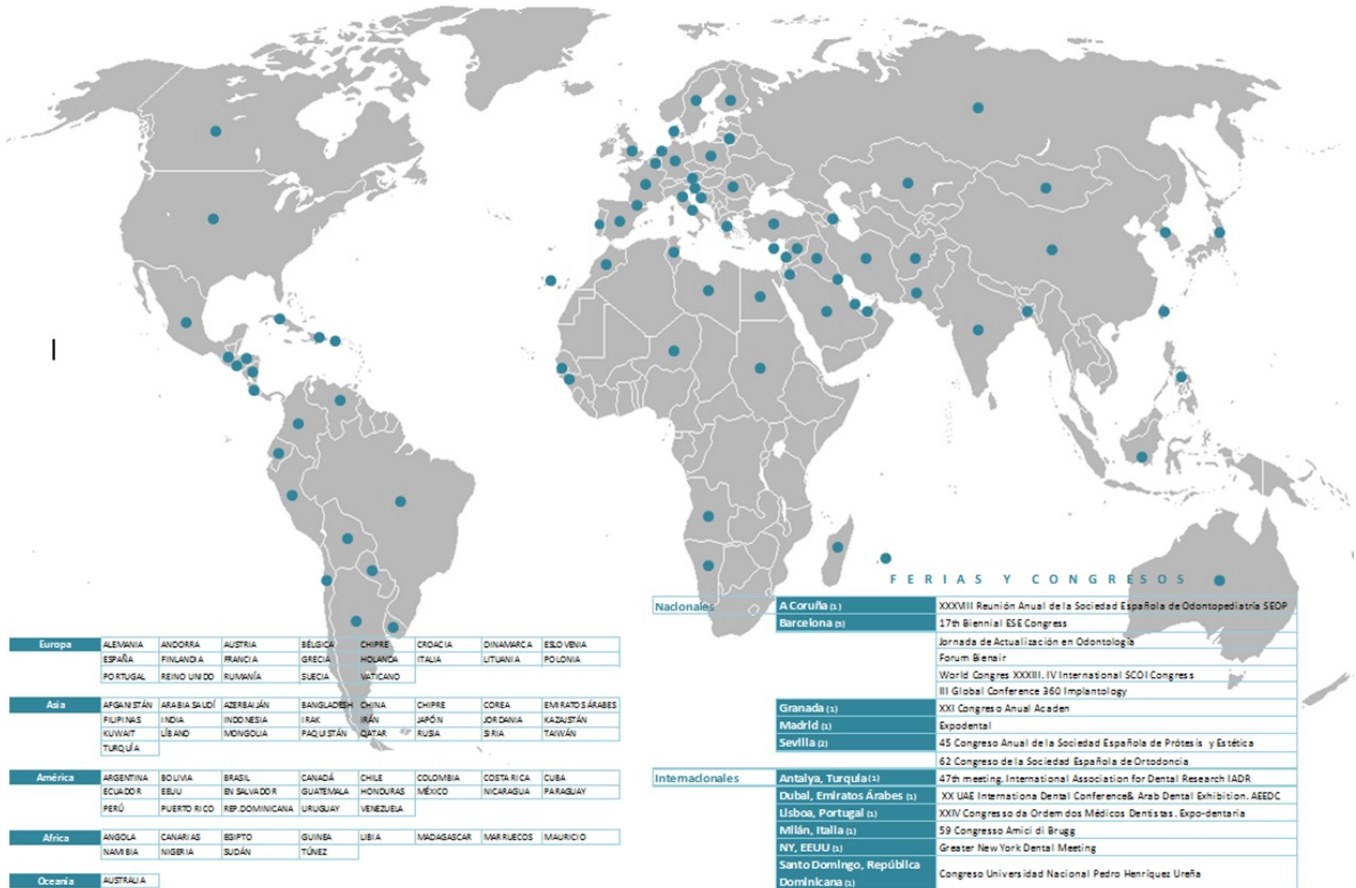 FERIAS Y CONGRESOS
Nacionales A Coruña (1) XXXVIII Reunión Anual de la Sociedad Española de Odontopediatría SEOP
Barcelona (5) 17th Biennial ESE Congress
Jornada de Actualización en Odontología
Forum Bienair
World Congres XXXIII. IV International SCOI Congress
III Global Conference 360 Implantology
Granada (1) XXI Congreso Anual Acaden
Madrid (1) Expodental
Sevilla (2) 45 Congreso Anual de la Sociedad Española de Prótesis y Estética
62 Congreso de la Sociedad Española de Ortodoncia
Internacionales Antalya, Turquía (1) 47th meeting. International Association for Dental Research IADR
Dubai, Emiratos Árabes (1) XX UAE Internationa Dental Conference& Arab Dental Exhibition. AEEDC
Lisboa, Portugal (1) XXIV Congresso da Ordem dos Médicos Dentistas. Expo-dentaria
Milán, Italia (1) 59 Congresso Amici di Brugg
NY, EEUU (1) Greater New York Dental Meeting
Santo Domingo, República
Dominicana (1) Congreso Universidad Nacional Pedro Henríquez Ureña
Europa ALEMANIA ANDORRA AUSTRIA BÉLGICA CHIPRE CROACIA DINAMARCA ESLOVENIA
ESPAÑA FINLANDIA FRANCIA GRECIA HOLANDA ITALIA LITUANIA POLONIA
PORTUGAL REINO UNIDO RUMANÍA SUECIA VATICANO
Asia AFGANISTÁN ARABIA SAUDÍ AZERBAIJÁN BANGLADESH CHINA CHIPRE COREA EMIRATOS ÁRABES
FILIPINAS INDIA INDONESIA IRAK IRÁN JAPÓN JORDANIA KAZAJSTÁN
KUWAIT LÍBANO MONGOLIA PAQUISTÁN QATAR RUSIA SIRIA TAIWÁN
TURQUÍA
América ARGENTINA BOLIVIA BRASIL CANADÁ CHILE COLOMBIA COSTA RICA CUBA
ECUADOR EEUU EN SALVADOR GUATEMALA HONDURAS MÉXICO NICARAGUA PARAGUAY
PERÚ PUERTO RICO REP.DOMINICANA URUGUAY VENEZUELA
Africa ANGOLA CANARIAS EGIPTO GUINEA LIBIA MADAGASCAR MARRUECOS MAURICIO
NAMIBIA NIGERIA SUDÁN TÚNEZ
Oceanía AUSTRALIA